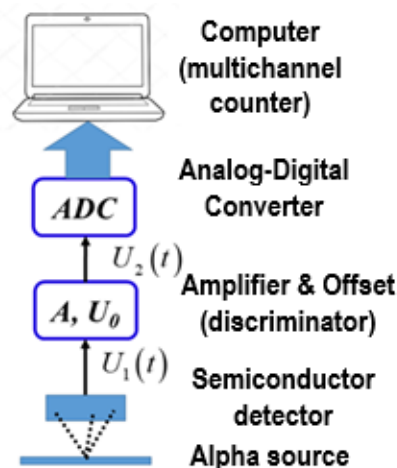 Computer
(multichannel
counter)
Analog-Digital
Converter
ADC
U₂(t)
Amplifier & Offset
(discriminator)
A, U₀
U₁(t)
Semiconductor
detector
Alpha source